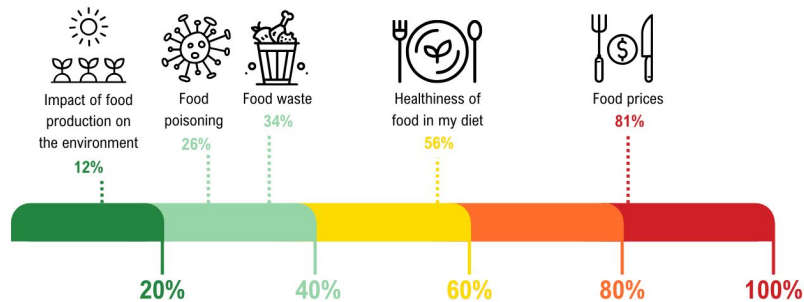 Impact of food
production on
the environment
12%
Food
poisoning
26%
Food waste
34%
Healthiness of
food in my diet
56%
$
Food prices
81%
20%
40%
60%
80%
100%